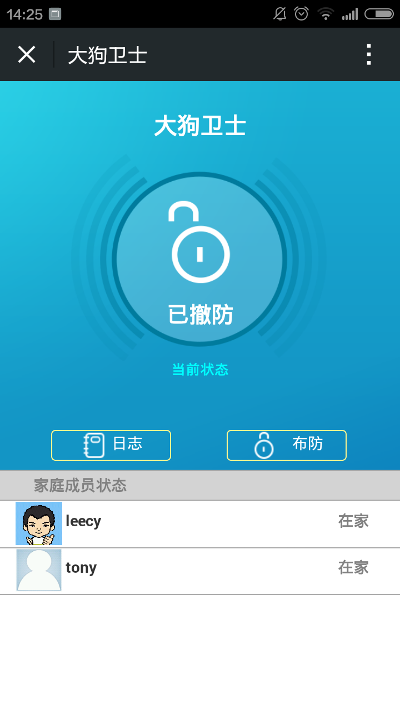 14:25
大狗卫士
大狗卫士
已撤防
当前状态
日志 布防
家庭成员状态
leecy 在家
tony 在家